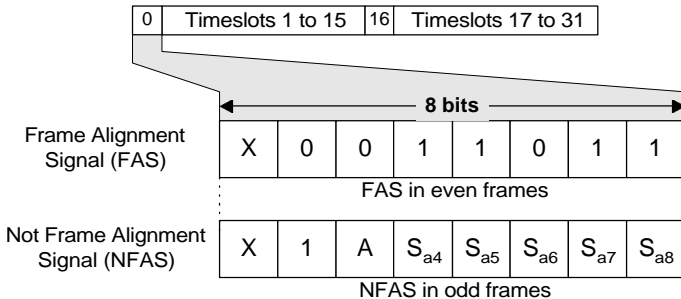 0 Timeslots 1 to 15 16 Timeslots 17 to 31
8 bits
Frame Alignment
Signal (FAS)
X 0 0 1 1 0 1 1
FAS in even frames
Not Frame Alignment
Signal (NFAS)
X 1 A Sa4 Sa5 Sa6 Sa7 Sa8
NFAS in odd frames